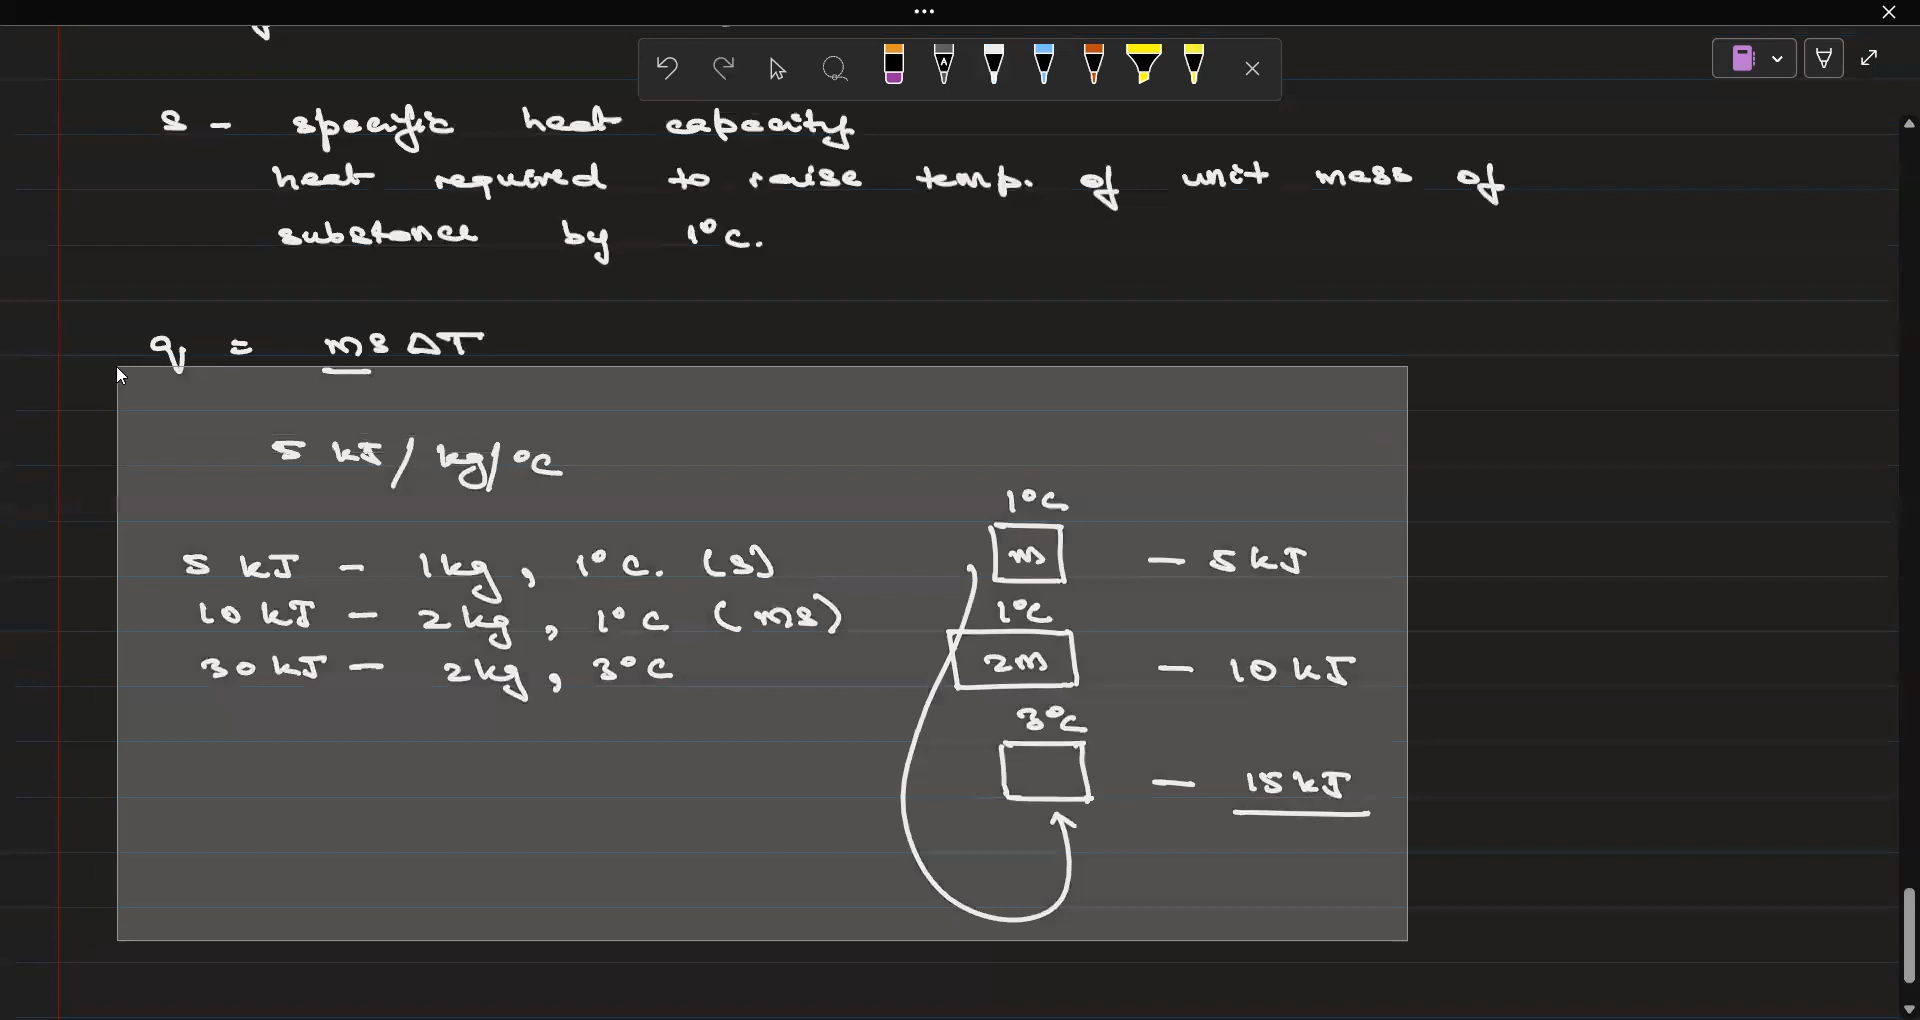 s - specific heat capacity
heat required to raise temp. of unit mass of
substance by 1°C.
q = ms ΔT
5 kJ/kg/°C
5 kJ - 1kg, 1°C. (s)
10 kJ - 2kg, 1°C (ms)
30 kJ - 2kg, 3°C
1°C
m - 5 kJ
1°C
2m - 10 kJ
3°C
- 15 kJ